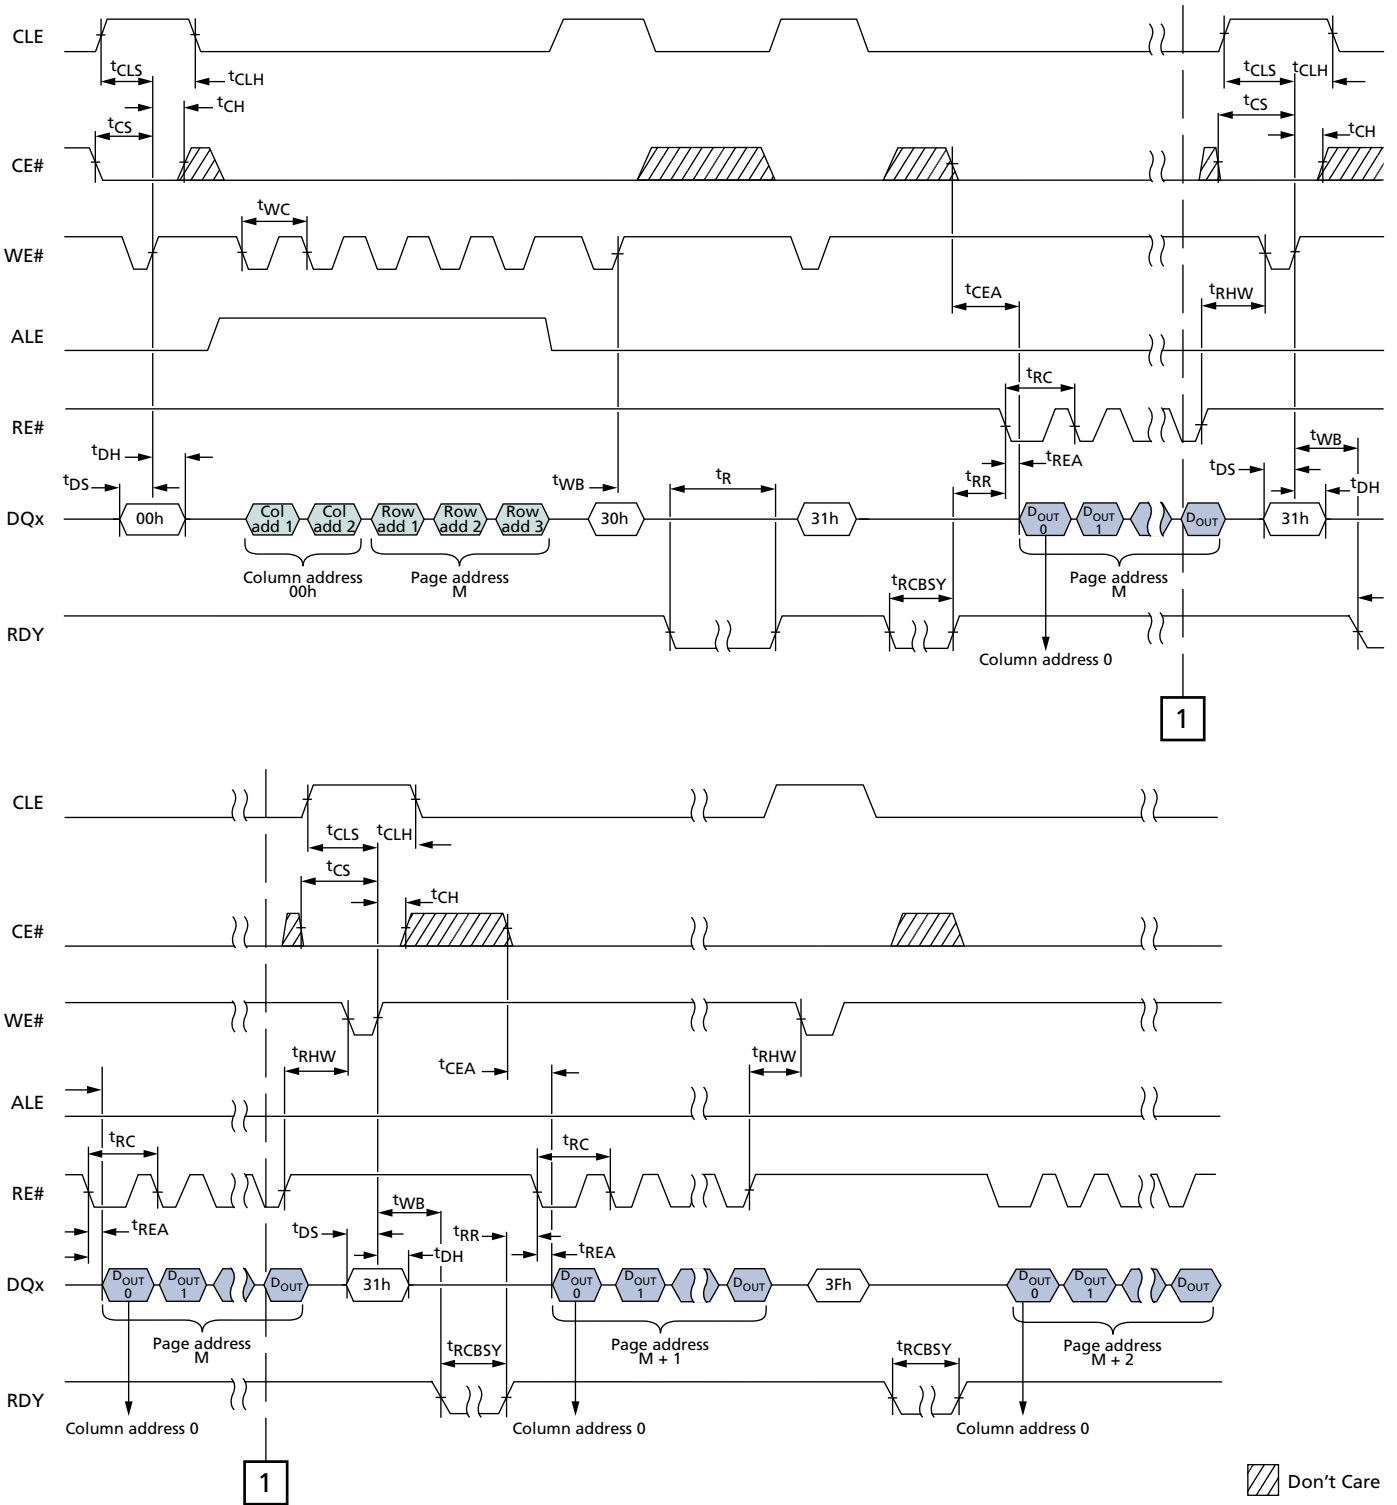 CLE
tCLS
tCLH
tCLS
tCLH
tCH
tCS
tCS
tCH
CE#
tWC
WE#
tCEA
tRHW
ALE
tRC
RE#
tDH
tWB
tREA
tDS
tWB
tR
tRR
tDS
tDH
DQx
00h
Col add 1
Col add 2
Row add 1
Row add 2
Row add 3
30h
31h
DOUT 0
DOUT 1
DOUT
31h
Column address 00h
Page address M
tRCBSY
Page address M
RDY
Column address 0
1
CLE
tCLS
tCLH
tCS
tCH
CE#
WE#
tRHW
tCEA
tRHW
ALE
tRC
tRC
RE#
tREA
tDS
tWB
tRR
tDH
tREA
DQx
DOUT 0
DOUT 1
DOUT
31h
DOUT 0
DOUT 1
DOUT
3Fh
DOUT 0
DOUT 1
DOUT
Page address M
tRCBSY
Page address M + 1
tRCBSY
Page address M + 2
RDY
Column address 0
Column address 0
Column address 0
1
Don't Care